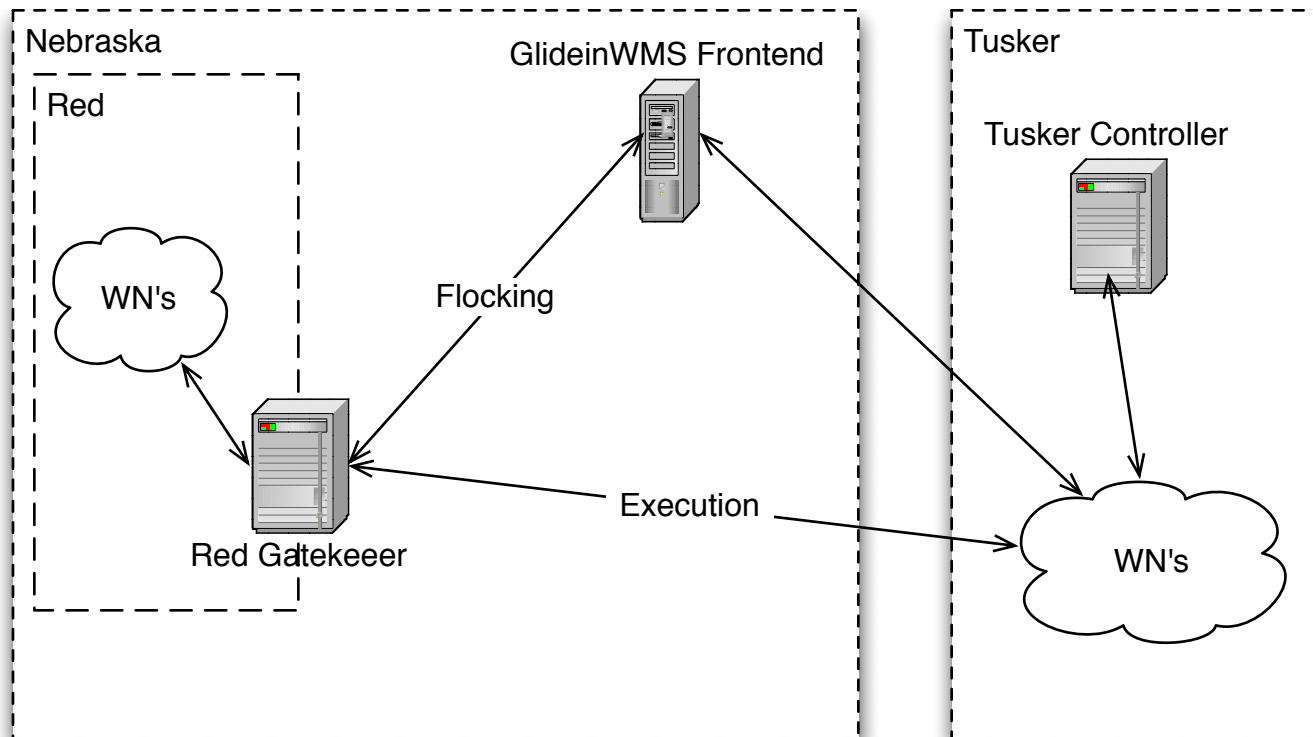 Nebraska
Red
WN's
Red Gatekeeer
GlideinWMS Frontend
Flocking
Execution
Tusker
Tusker Controller
WN's